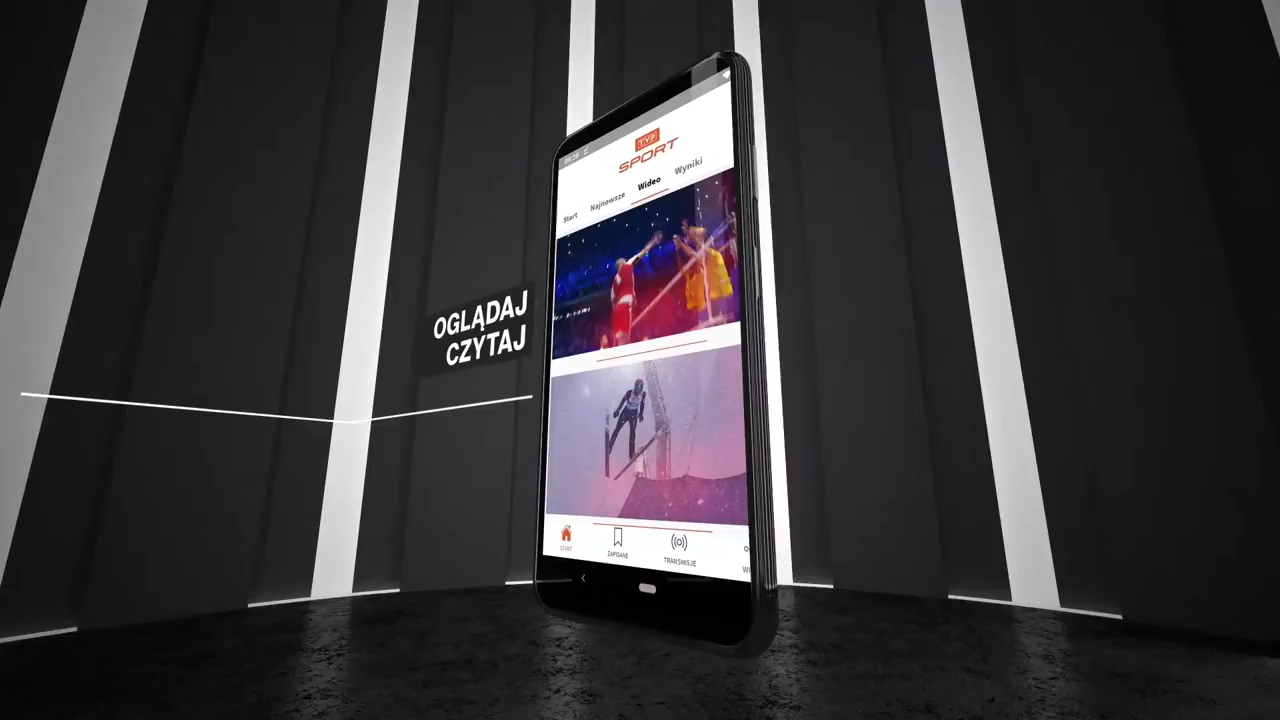 TVP
SPORT
Start
Najnowsze
Wideo
Wyniki
OGLĄDAJ
CZYTAJ
START
ZAPISANE
TRANSMISJE